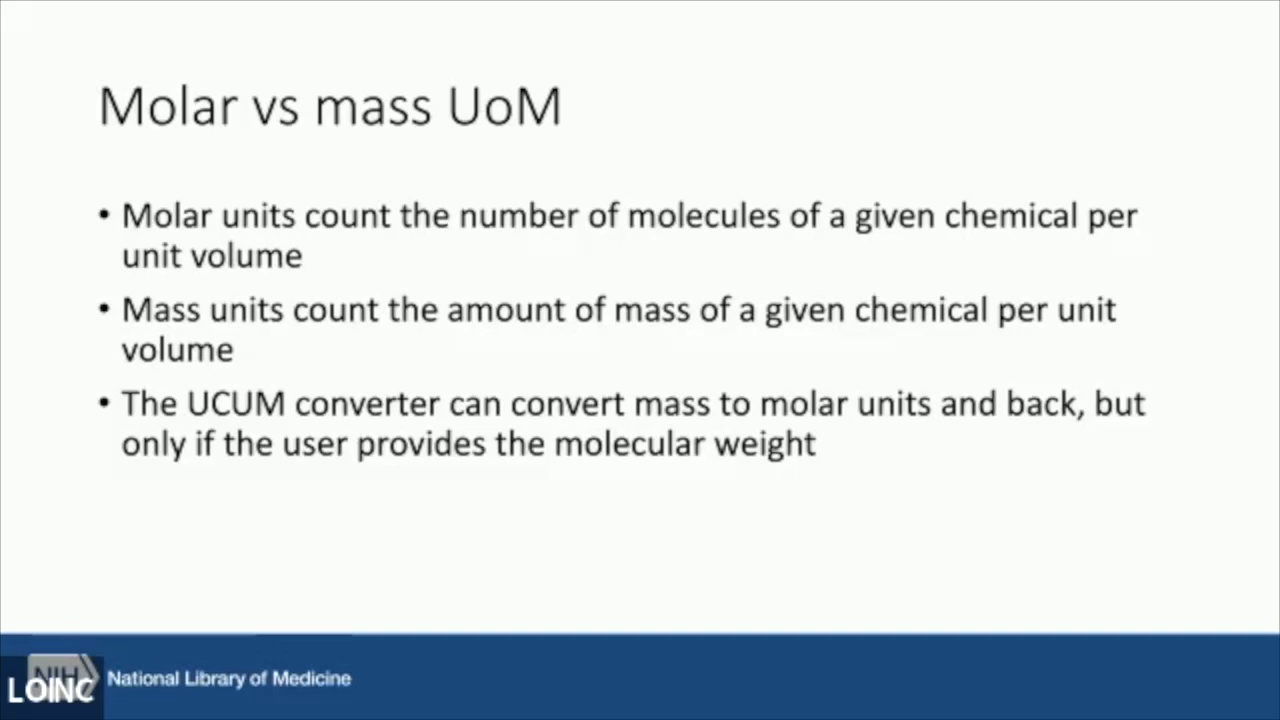 Molar vs mass UoM
• Molar units count the number of molecules of a given chemical per
unit volume
• Mass units count the amount of mass of a given chemical per unit
volume
• The UCUM converter can convert mass to molar units and back, but
only if the user provides the molecular weight
NIH National Library of Medicine
LOINC